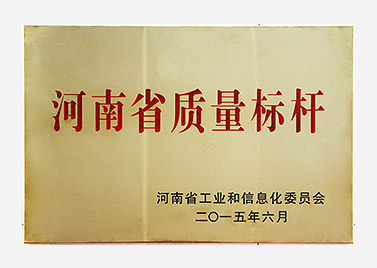 河南省质量标杆
河南省工业和信息化委员会
二〇一五年六月